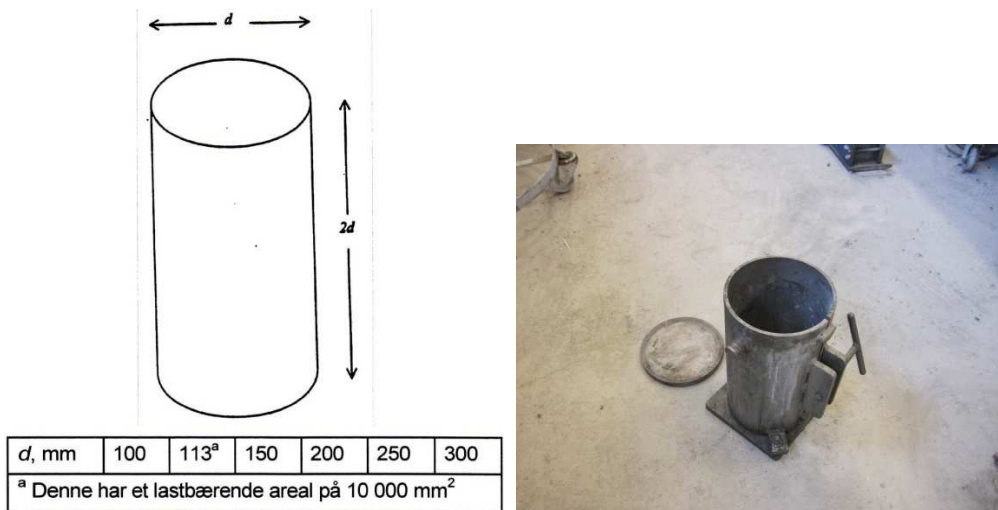 d
2d
d, mm 100 113ᵃ 150 200 250 300
ᵃ Denne har et lastbærende areal på 10 000 mm²